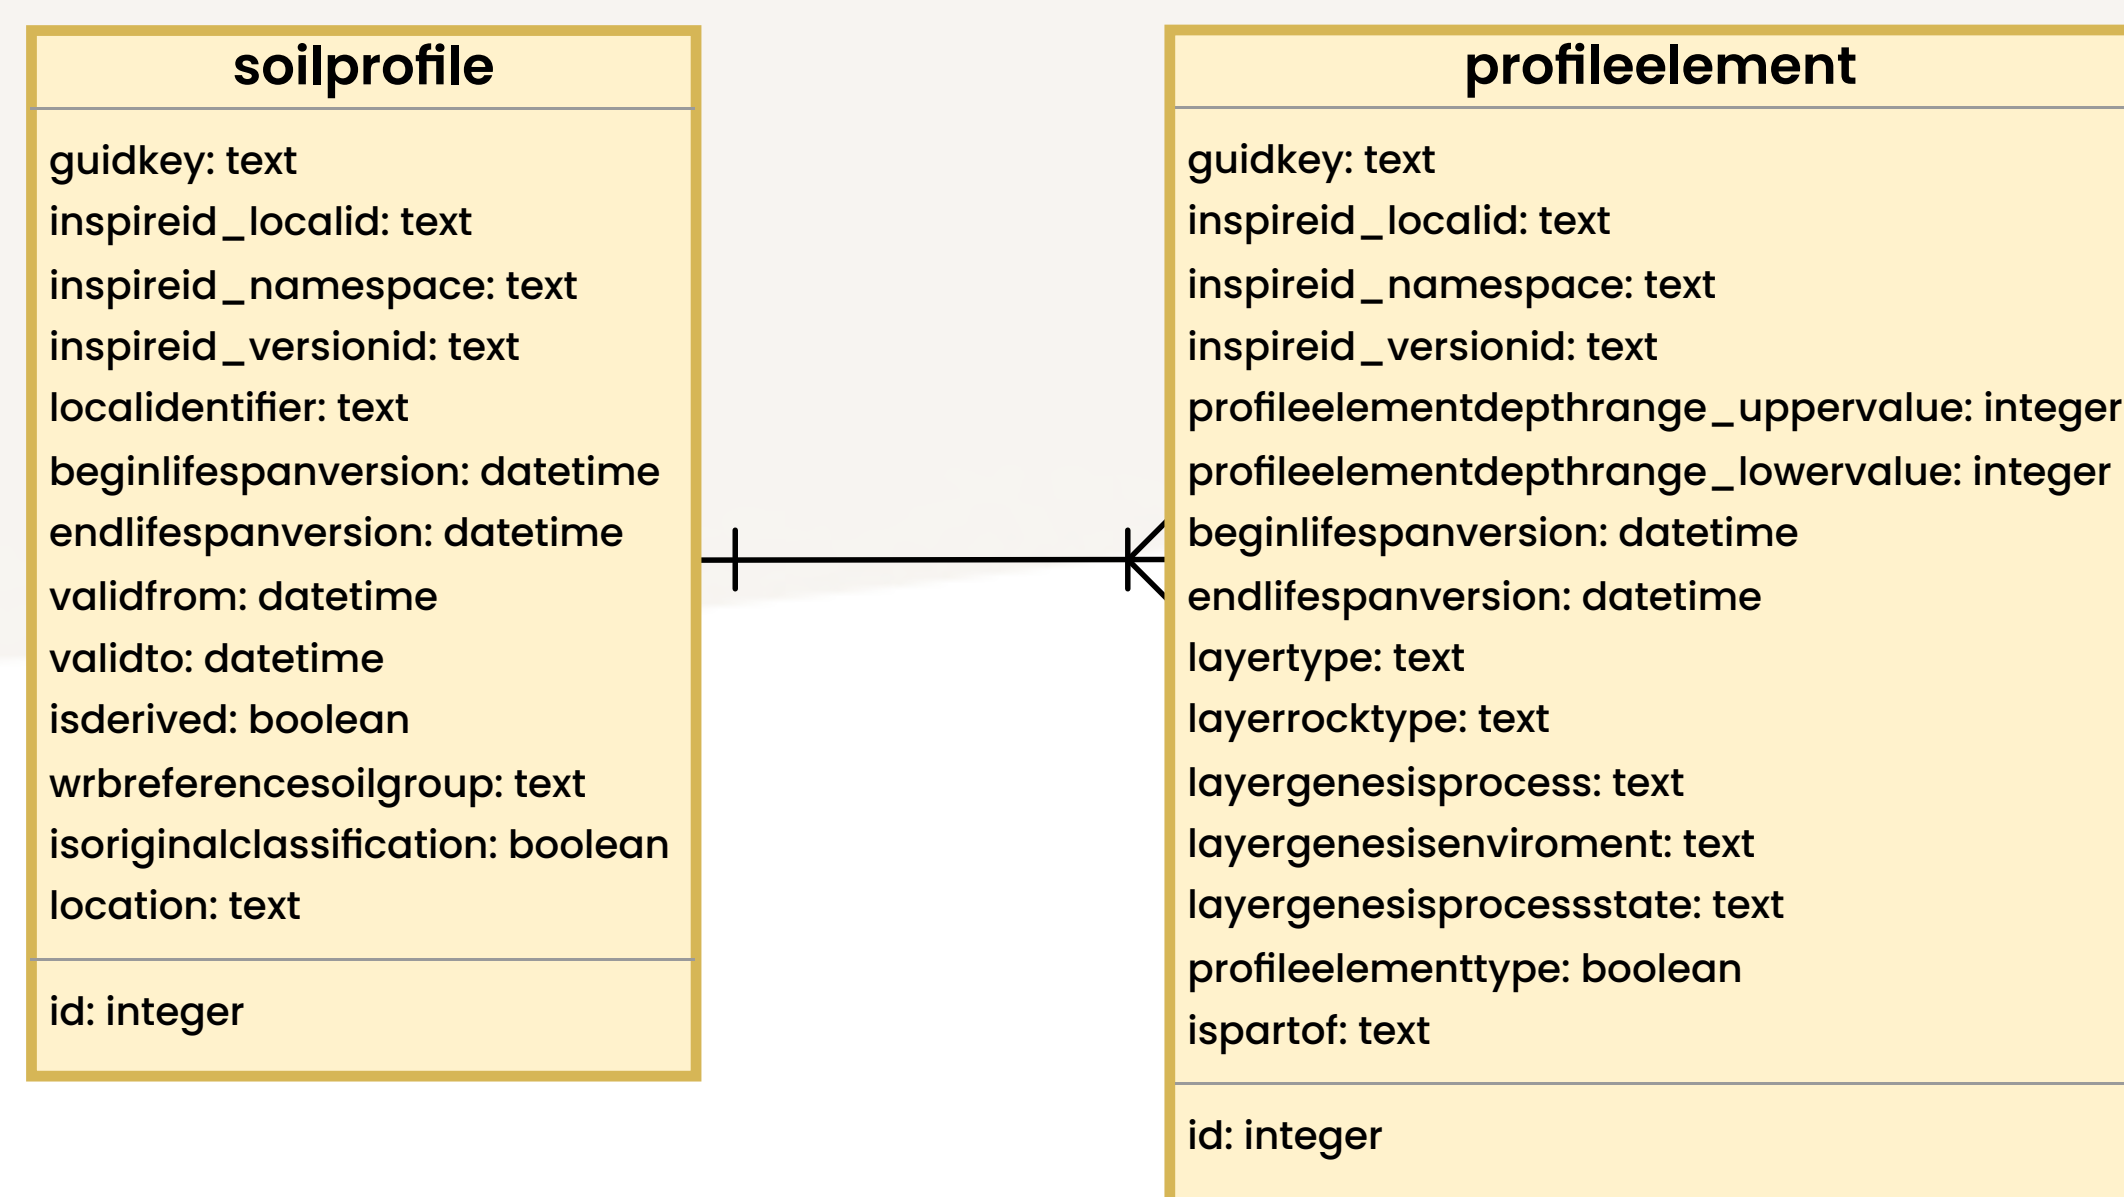 soilprofile
guidkey: text
inspireid_localid: text
inspireid_namespace: text
inspireid_versionid: text
localidentifier: text
beginlifespanversion: datetime
endlifespanversion: datetime
validfrom: datetime
validto: datetime
isderived: boolean
wrbreferencesoilgroup: text
isoriginalclassification: boolean
location: text
id: integer
profileelement
guidkey: text
inspireid_localid: text
inspireid_namespace: text
inspireid_versionid: text
profileelementdepthrange_uppervalue: integer
profileelementdepthrange_lowervalue: integer
beginlifespanversion: datetime
endlifespanversion: datetime
layertype: text
layerrocktype: text
layergenesisprocess: text
layergenesisenviroment: text
layergenesisprocessstate: text
profileelementtype: boolean
ispartof: text
id: integer